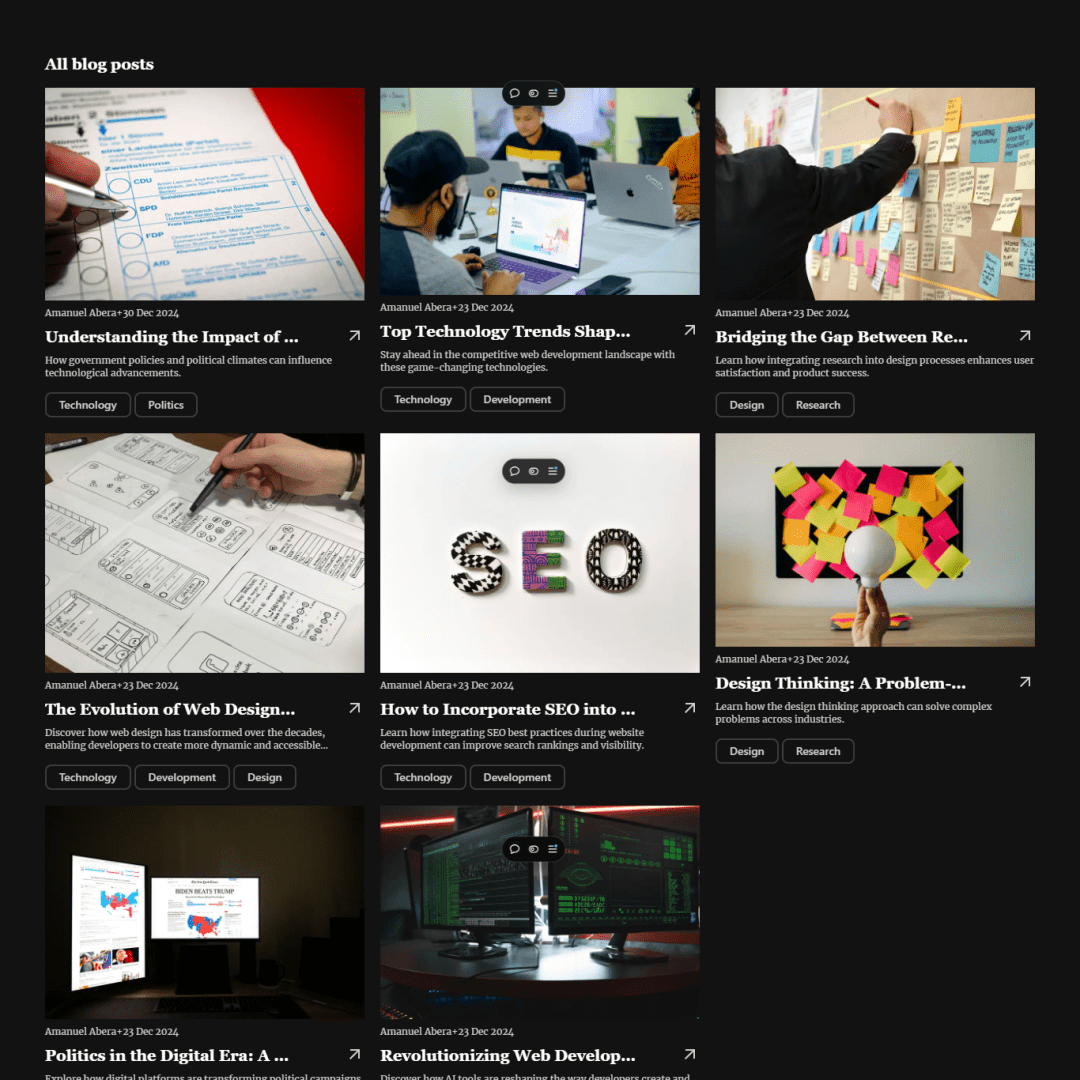 All blog posts
CDU
SPD
FDP
AfD
GRÜNE
Zweitstimme
Amanuel Abera+30 Dec 2024
Understanding the Impact of ...
How government policies and political climates can influence
technological advancements.
Technology
Politics
Amanuel Abera+23 Dec 2024
Top Technology Trends Shap...
Stay ahead in the competitive web development landscape with
these game-changing technologies.
Technology
Development
Amanuel Abera+23 Dec 2024
Bridging the Gap Between Re...
Learn how integrating research into design processes enhances user
satisfaction and product success.
Design
Research
Amanuel Abera+23 Dec 2024
The Evolution of Web Design...
Discover how web design has transformed over the decades,
enabling developers to create more dynamic and accessible...
Technology
Development
Design
SEO
Amanuel Abera+23 Dec 2024
How to Incorporate SEO into ...
Learn how integrating SEO best practices during website
development can improve search rankings and visibility.
Technology
Development
Amanuel Abera+23 Dec 2024
Design Thinking: A Problem-...
Learn how the design thinking approach can solve complex
problems across industries.
Design
Research
BIDEN BEATS TRUMP
Amanuel Abera+23 Dec 2024
Politics in the Digital Era: A ...
Explore how digital platforms are transforming political campaigns
Amanuel Abera+23 Dec 2024
Revolutionizing Web Develop...
Discover how AI tools are reshaping the way developers create and